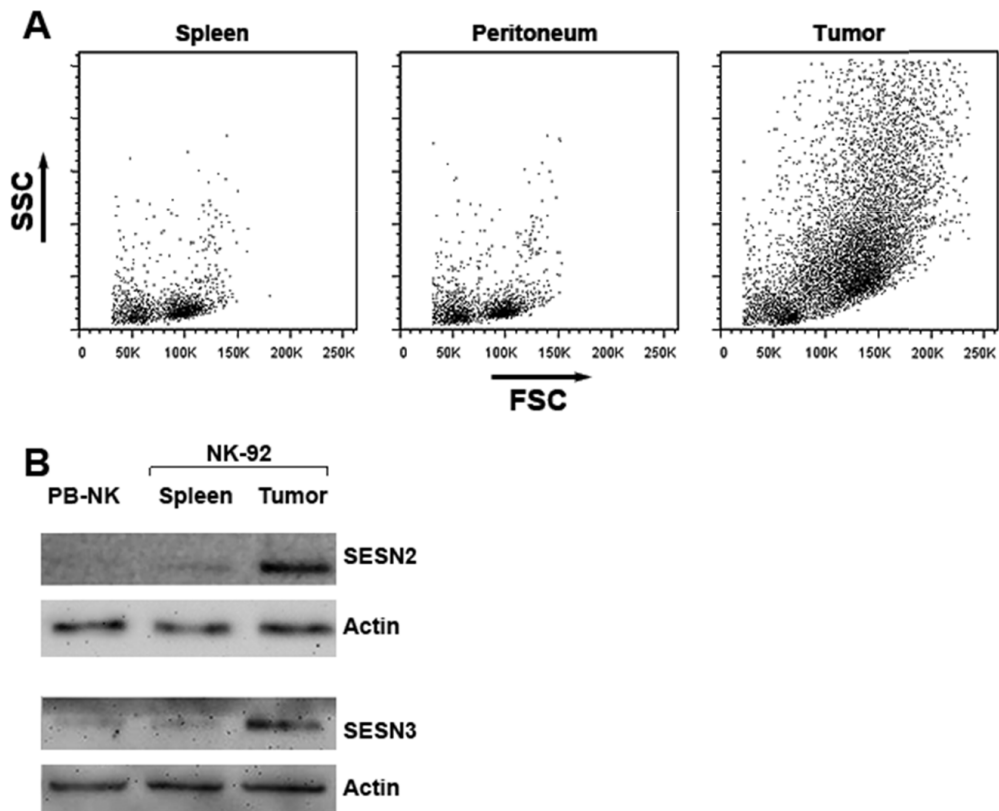 A
Spleen
Peritoneum
Tumor
SSC
0 50K 100K 150K 200K 250K
0 50K 100K 150K 200K 250K
0 50K 100K 150K 200K 250K
FSC
B
NK-92
PB-NK Spleen Tumor
SESN2
Actin
SESN3
Actin